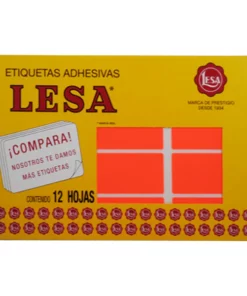 ETIQUETAS ADHESIVAS
LESA®
LESA
MARCA DE PRESTIGIO
DESDE 1934
¡COMPARA!
NOSOTROS TE DAMOS
MÁS ETIQUETAS
CONTENIDO 12 HOJAS